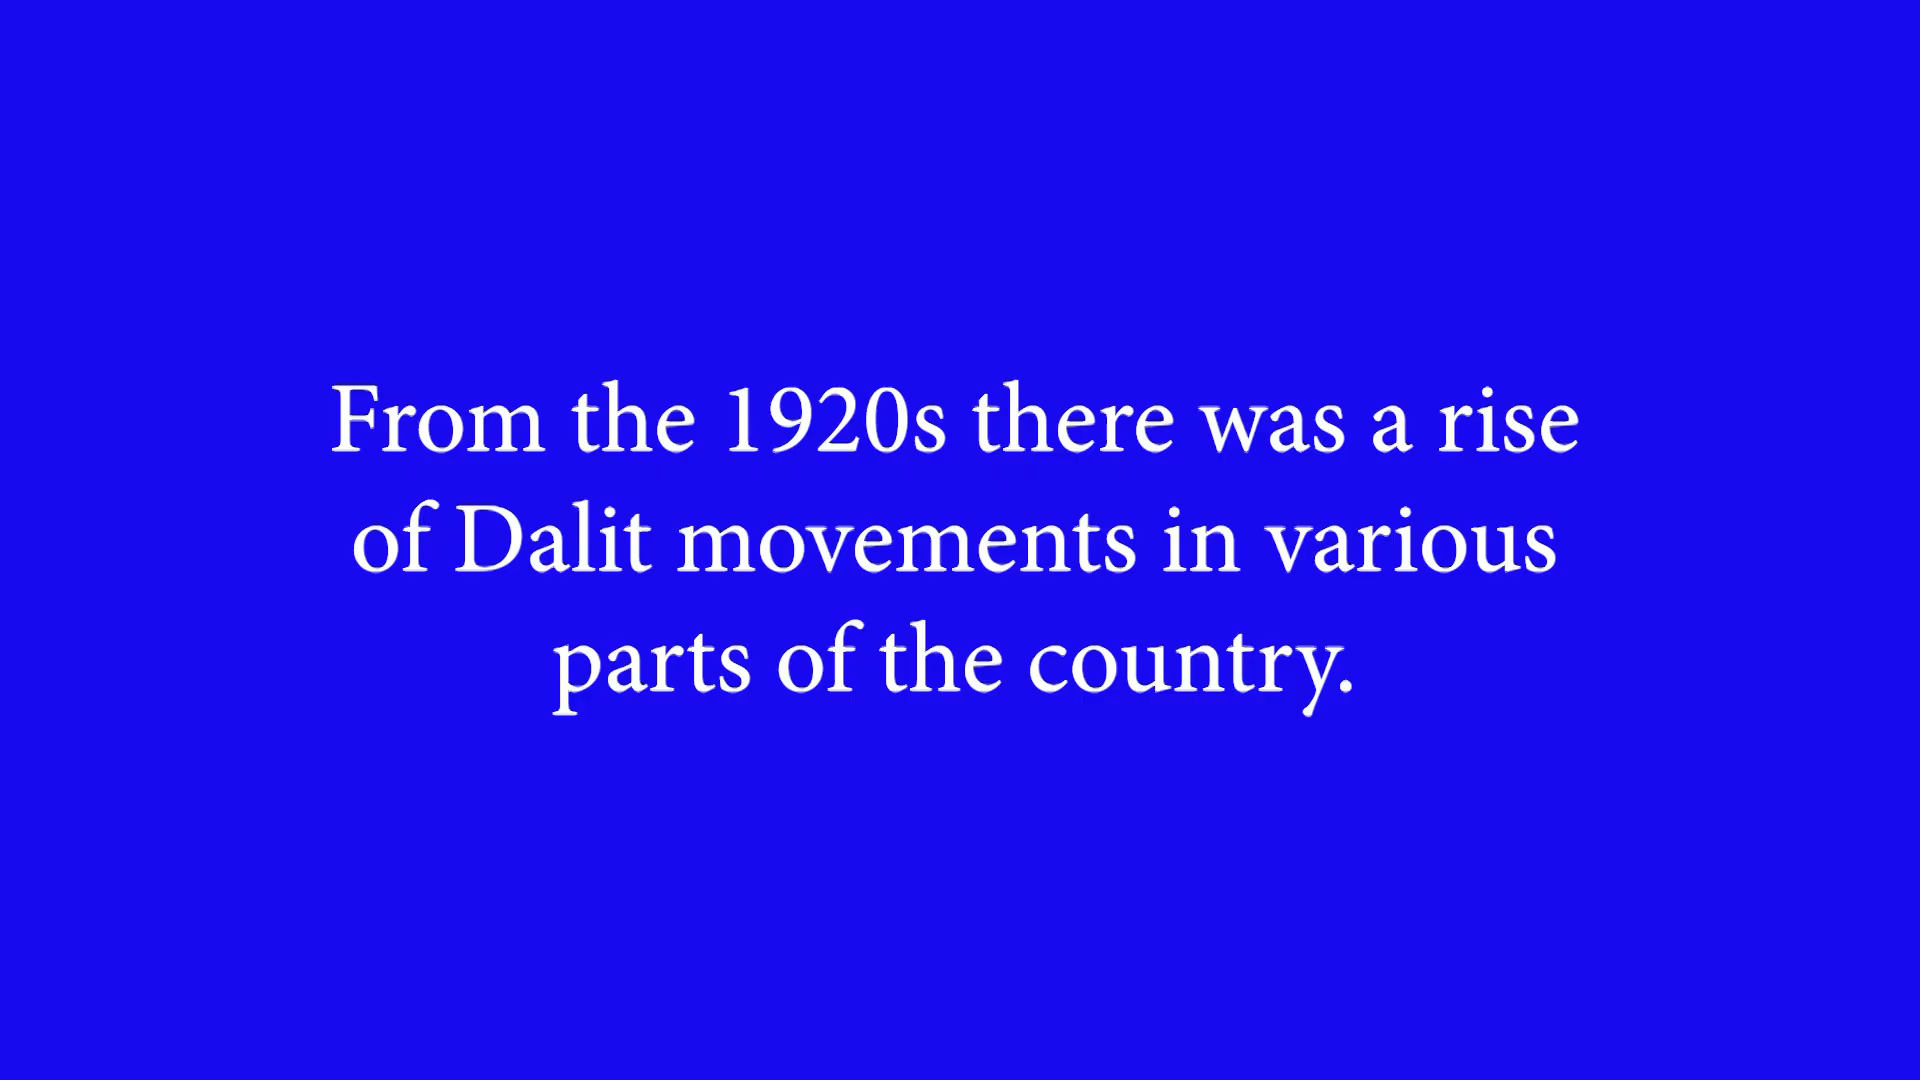 From the 1920s there was a rise
of Dalit movements in various
parts of the country.